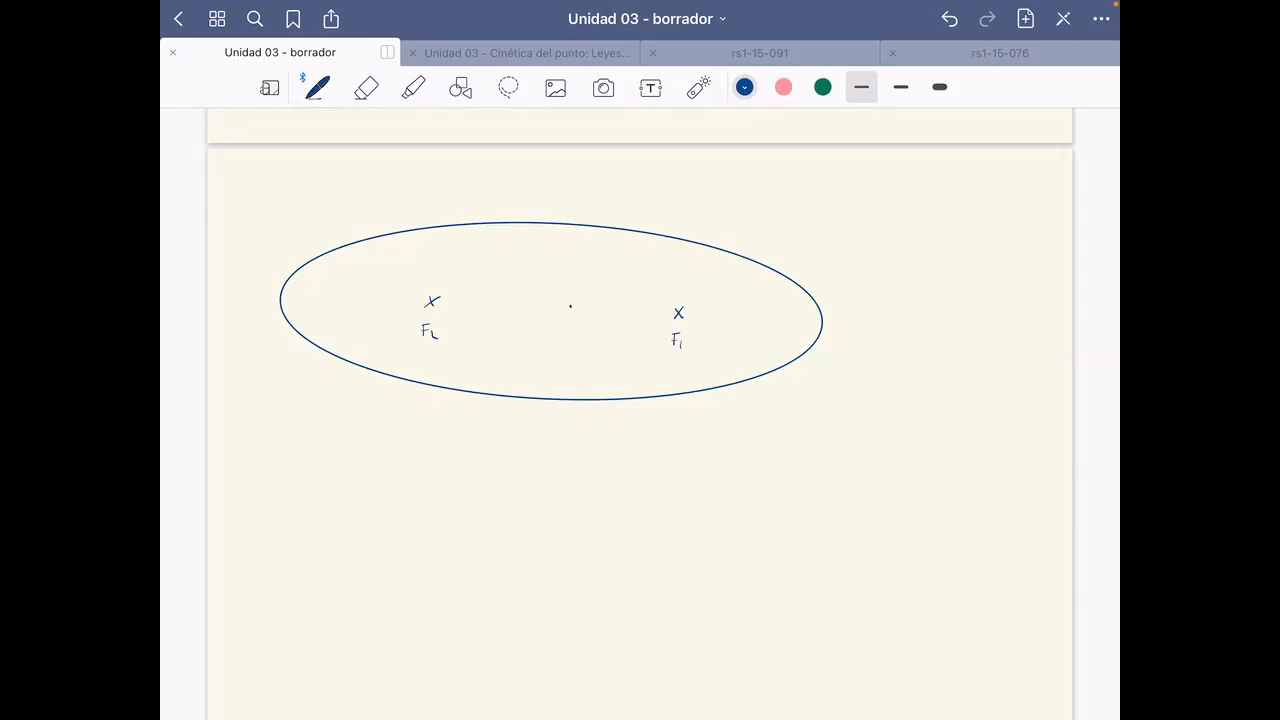 Unidad 03 - borrador
Unidad 03 - borrador
Unidad 03 - Cinética del punto: Leyes...
rs1-15-091
rs1-15-076
T
F2
F1